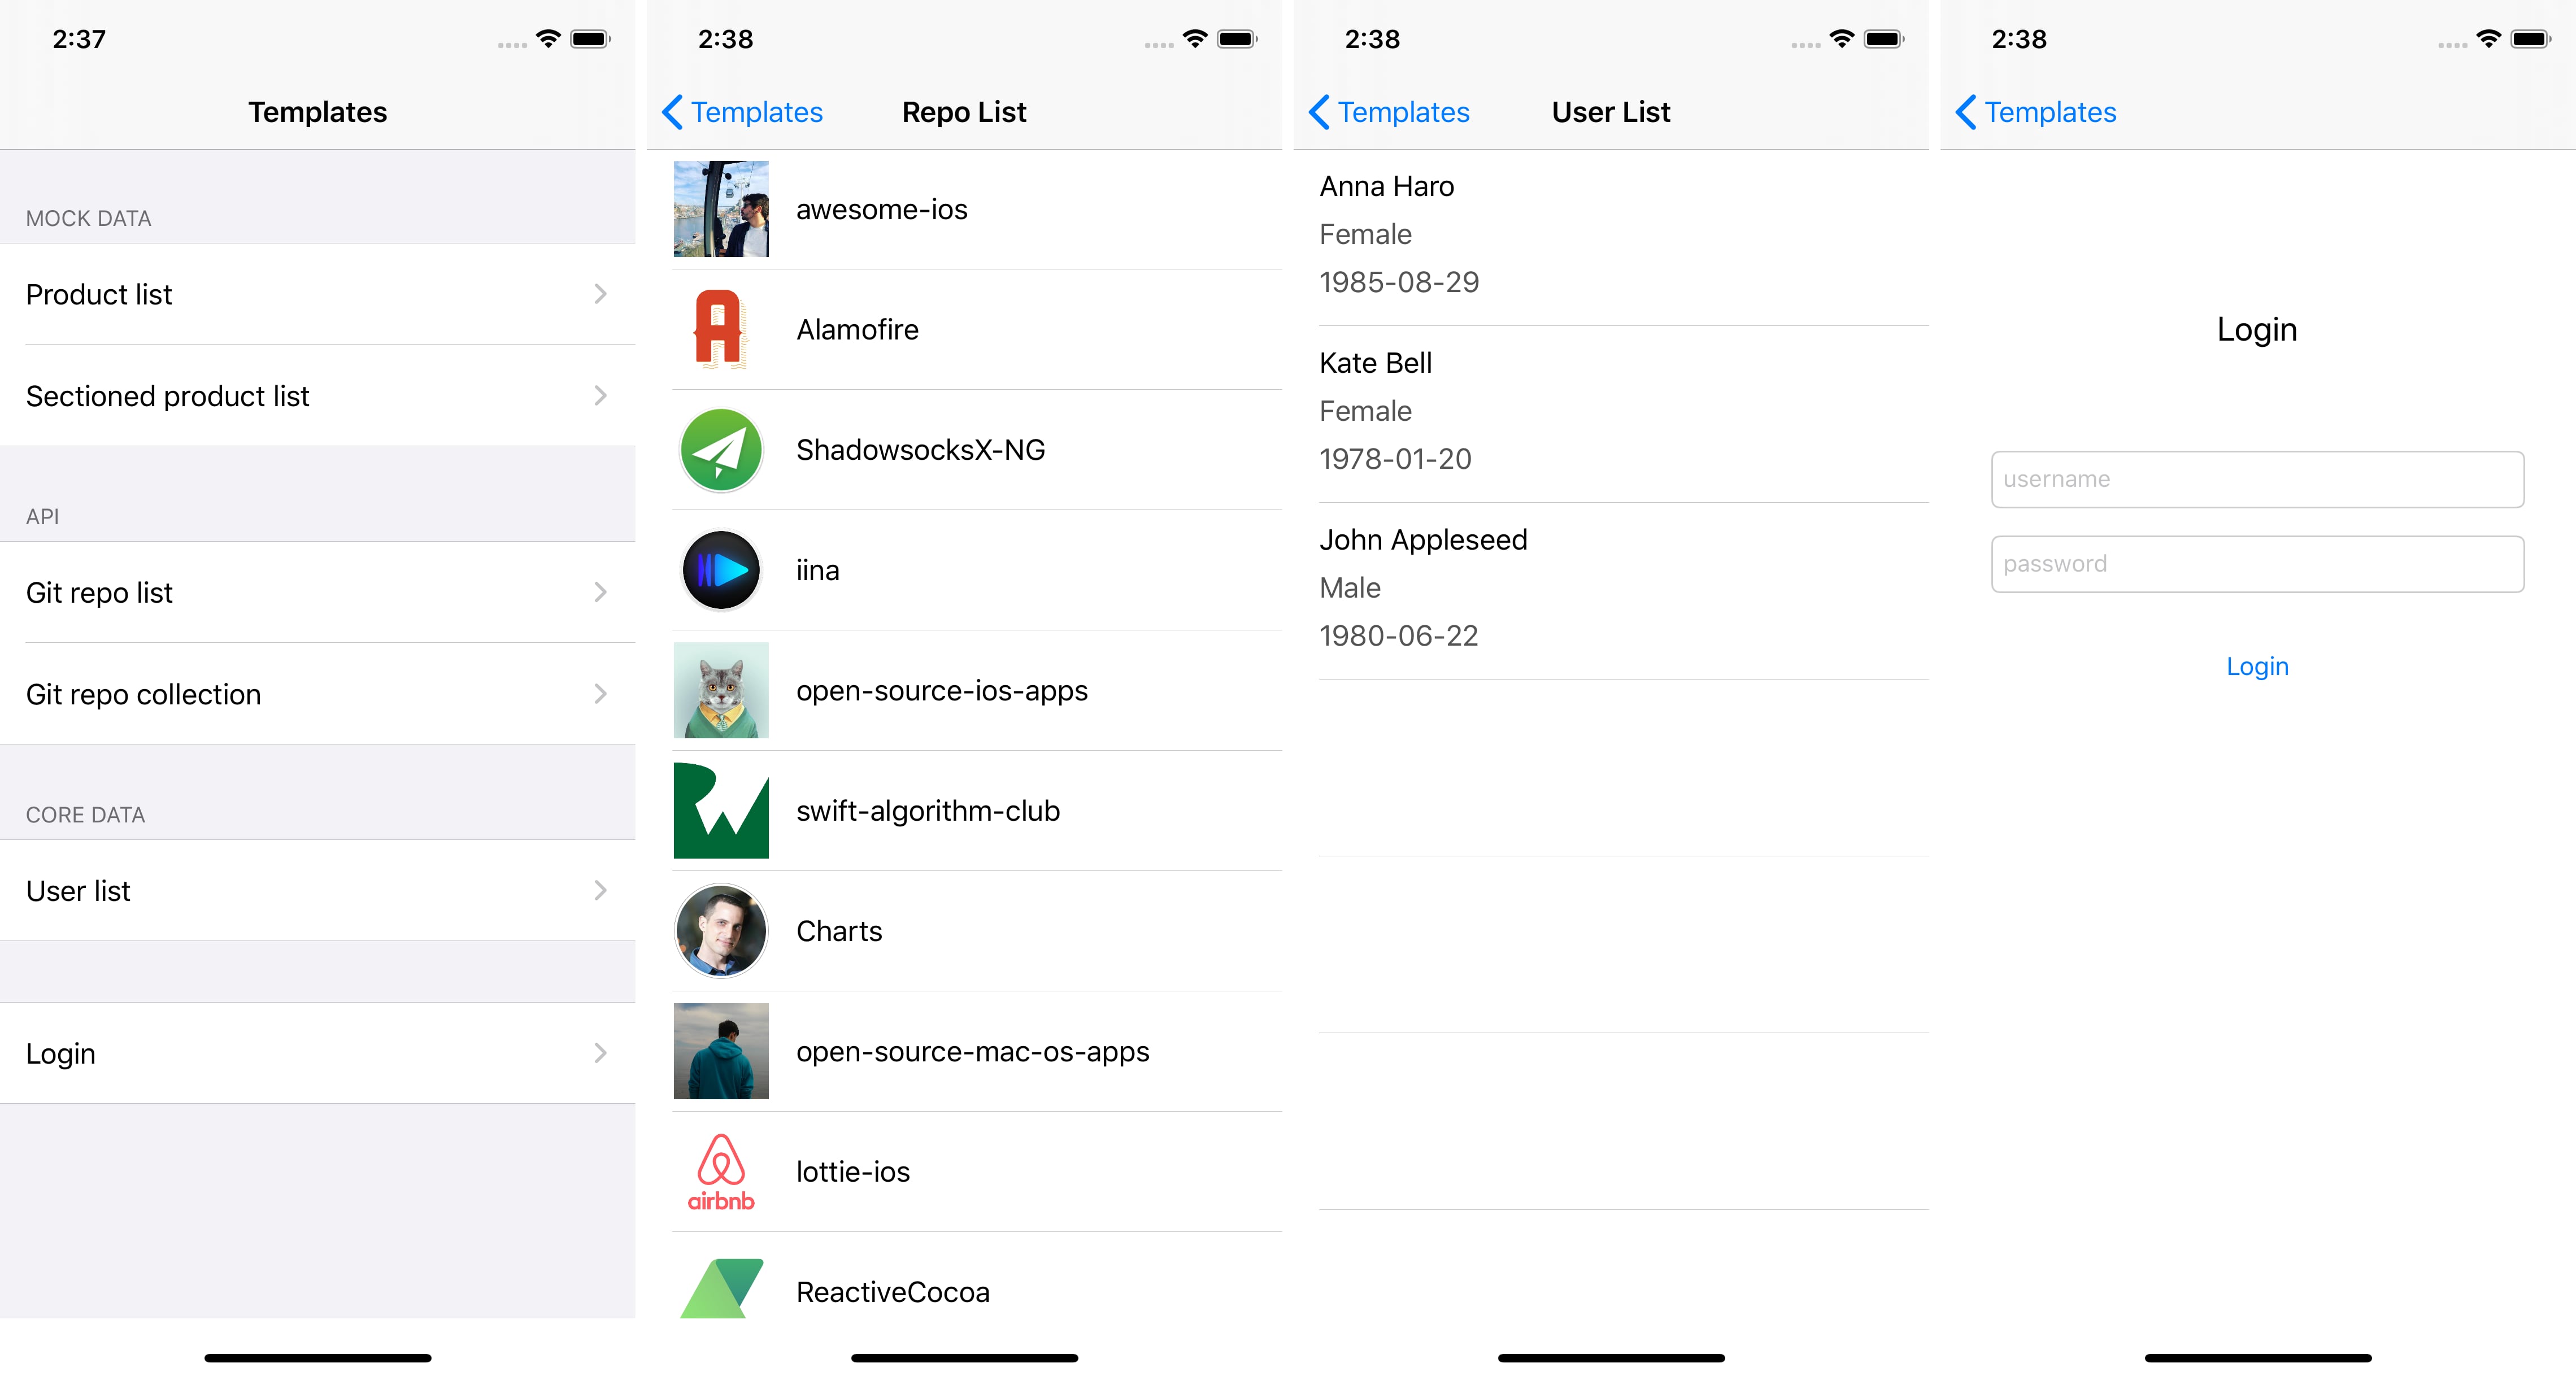 2:37
Templates
MOCK DATA
Product list
Sectioned product list
API
Git repo list
Git repo collection
CORE DATA
User list
Login
2:38
Templates
Repo List
awesome-ios
Alamofire
ShadowsocksX-NG
iina
open-source-ios-apps
swift-algorithm-club
Charts
open-source-mac-os-apps
airbnb
lottie-ios
ReactiveCocoa
2:38
Templates
User List
Anna Haro
Female
1985-08-29
Kate Bell
Female
1978-01-20
John Appleseed
Male
1980-06-22
2:38
Templates
Login
username
password
Login